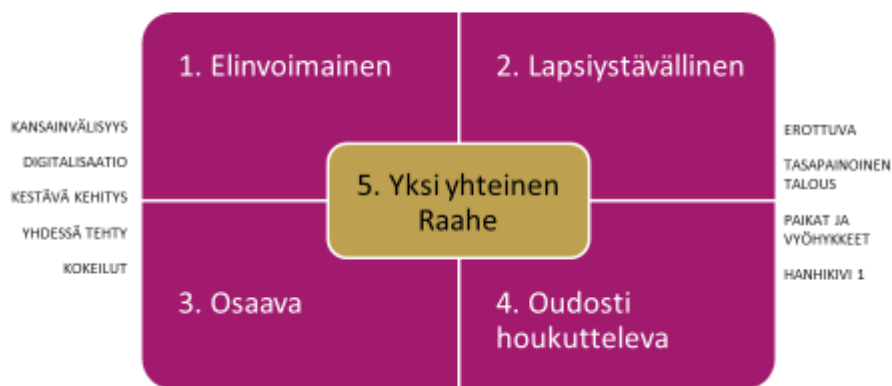 1. Elinvoimainen
2. Lapsiystävällinen
KANSAINVÄLISYYS
DIGITALISAATIO
KESTÄVÄ KEHITYS
YHDESSÄ TEHTY
KOKEILUT
5. Yksi yhteinen
Raahe
EROTTUVA
TASAPAINOINEN
TALOUS
PAIKAT JA
VYÖHYKKEET
HANHIKIVI 1
3. Osaava
4. Oudosti
houkutteleva